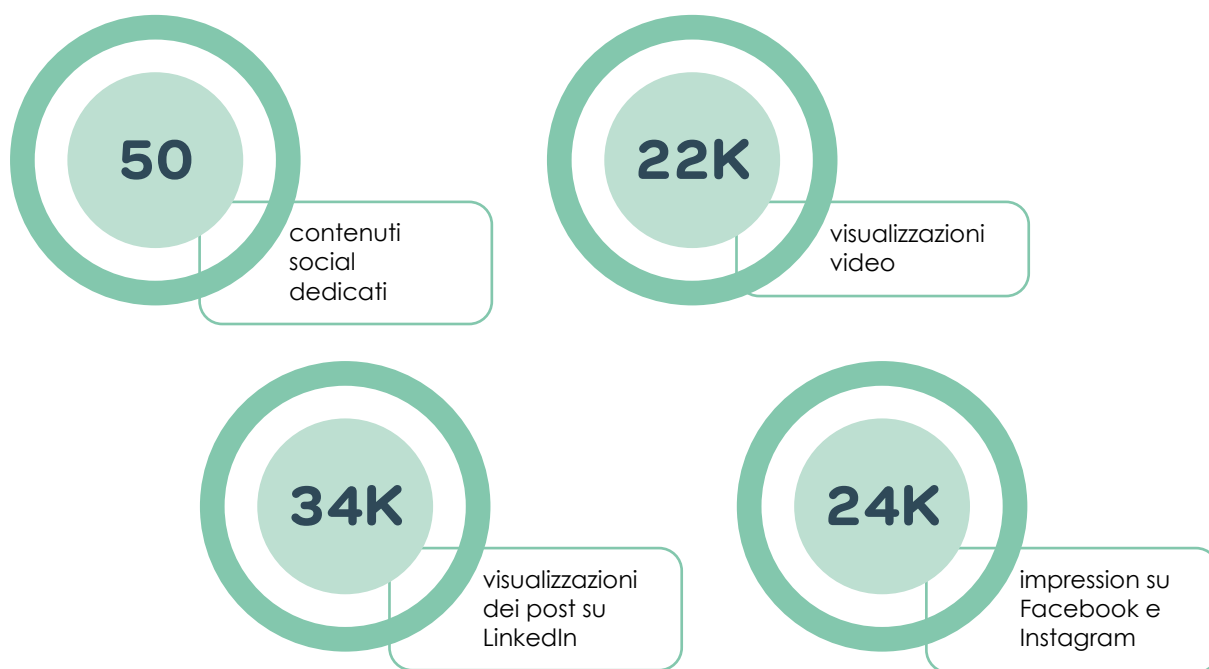 50
contenuti
social
dedicati
22K
visualizzazioni
video
34K
visualizzazioni
dei post su
LinkedIn
24K
impression su
Facebook e
Instagram